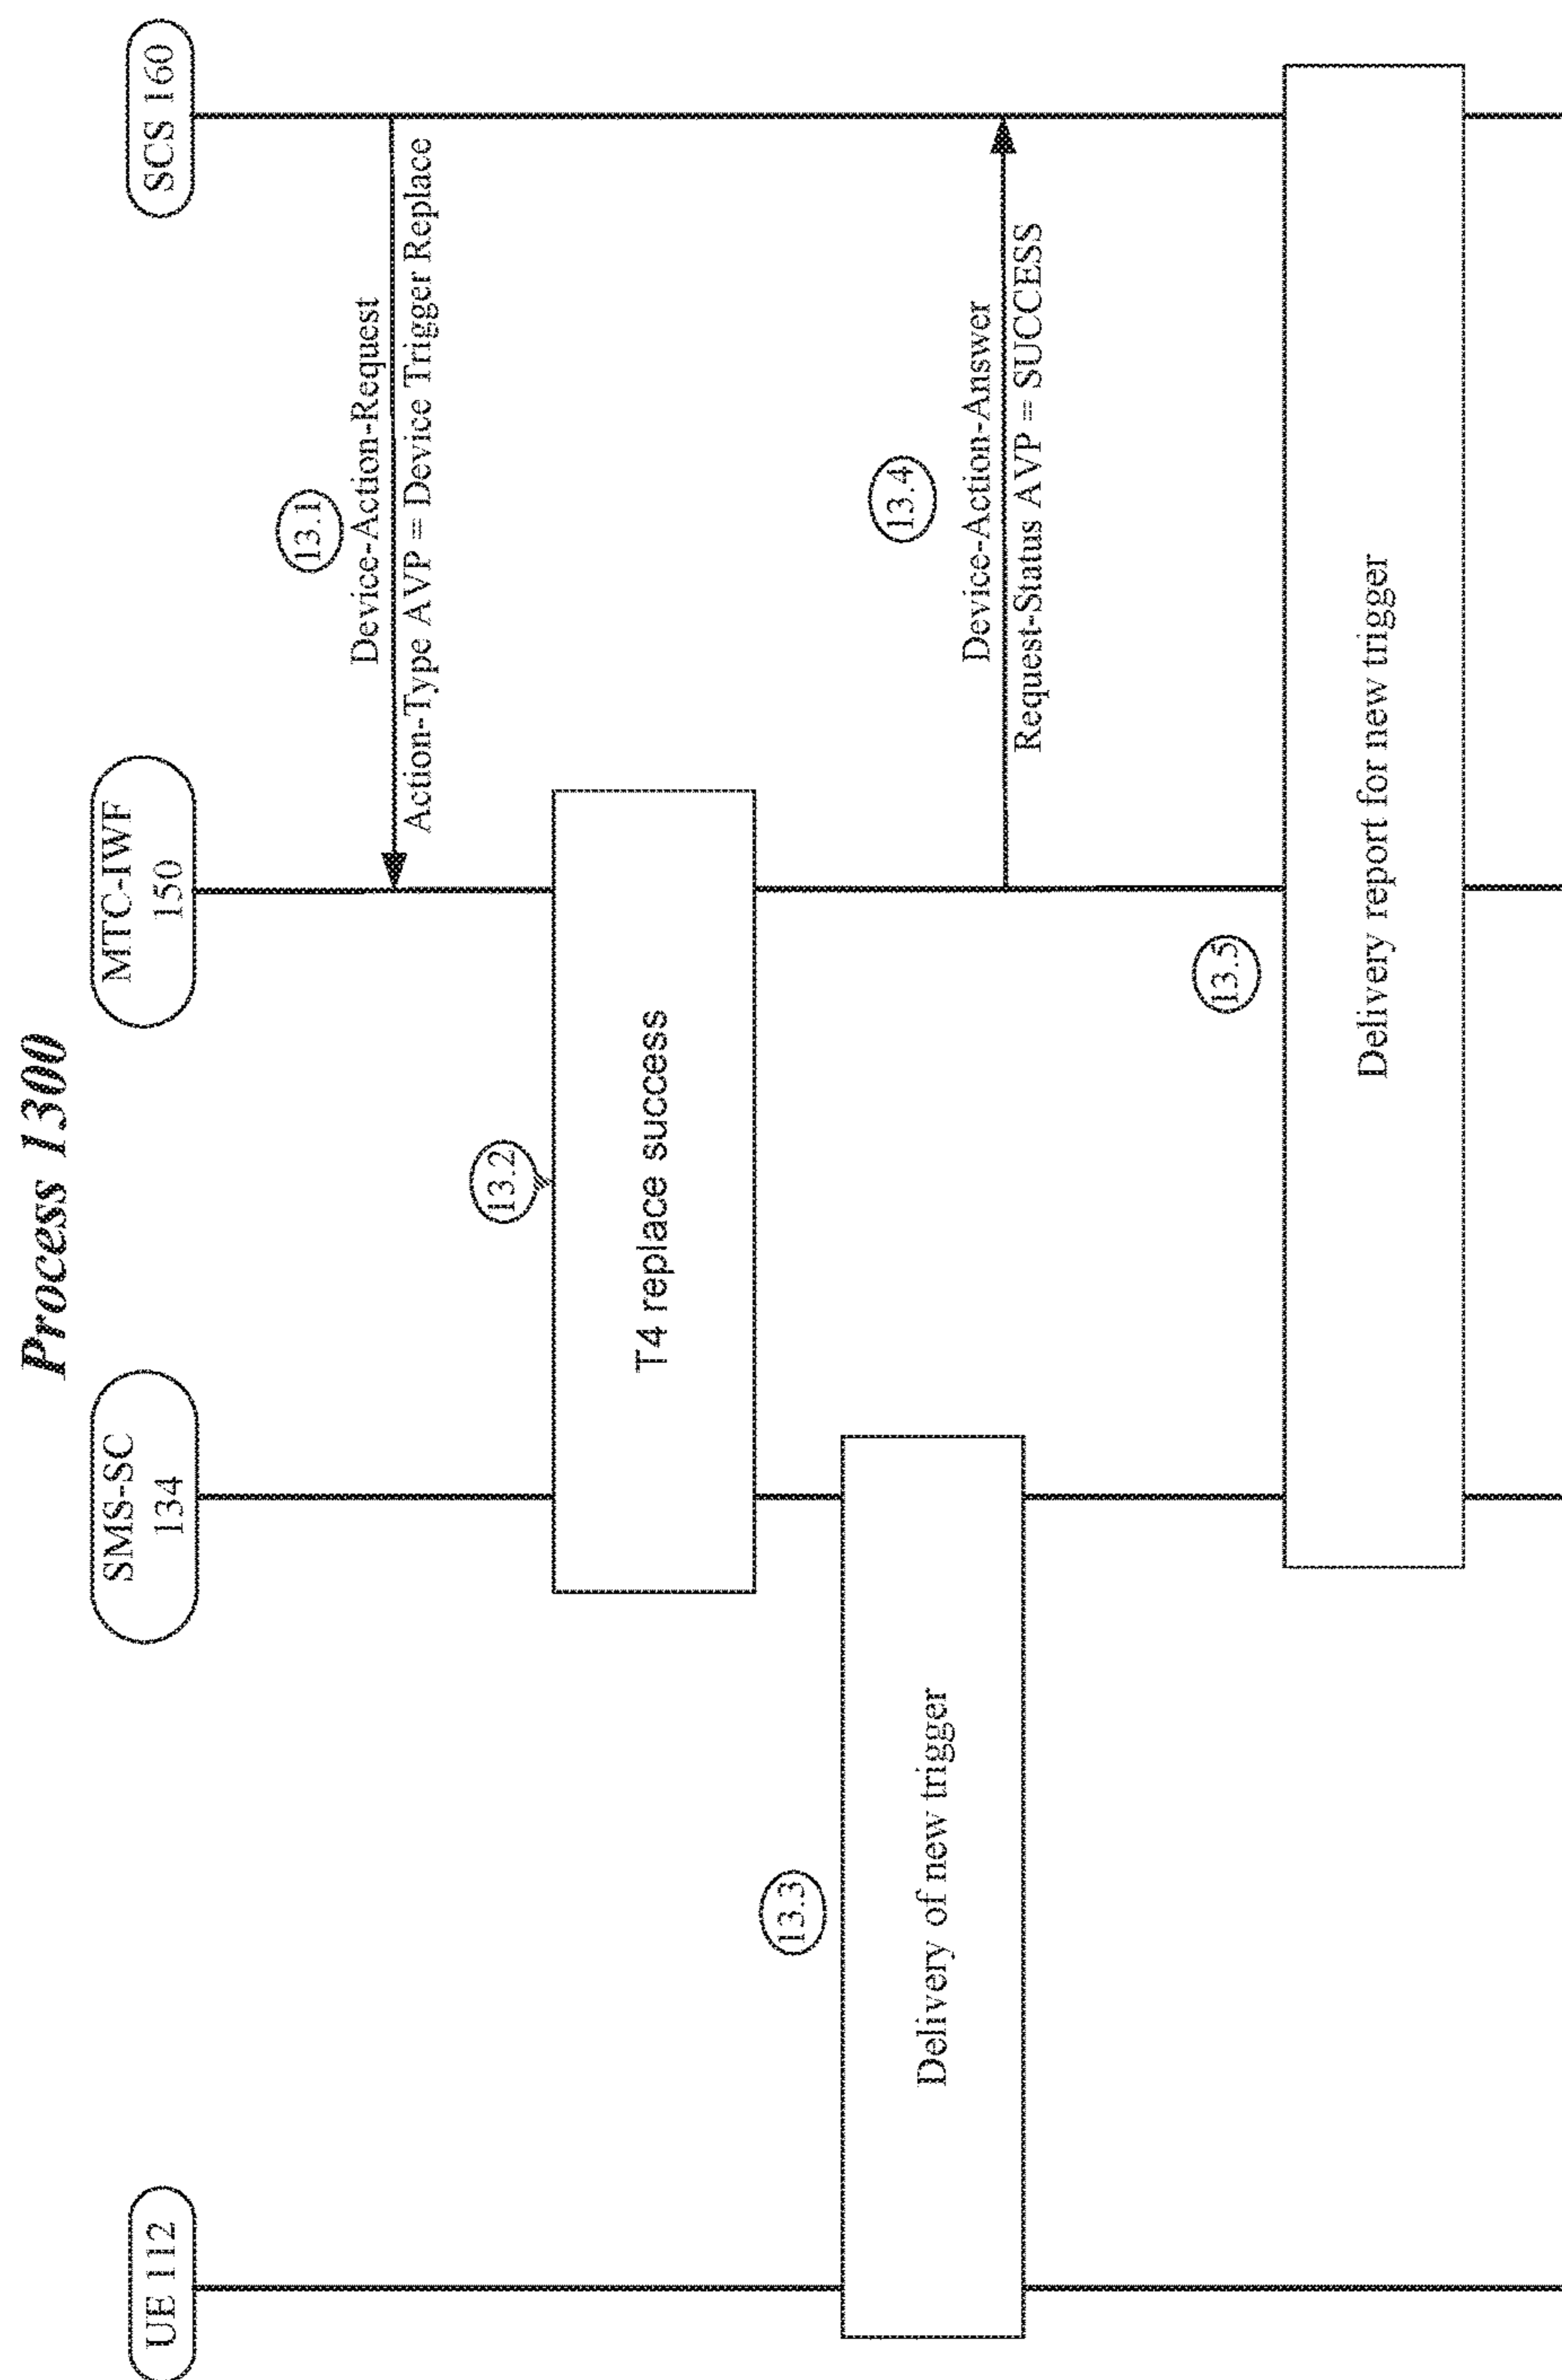 Process 1300
UE 112
SMS-SC
134
MTC-IWF
150
SCS 160
13.1
Device-Action-Request
Action-Type AVP = Device Trigger Replace
13.2
T4 replace success
13.3
Delivery of new trigger
13.4
Device-Action-Answer
Request-Status AVP = SUCCESS
13.5
Delivery report for new trigger